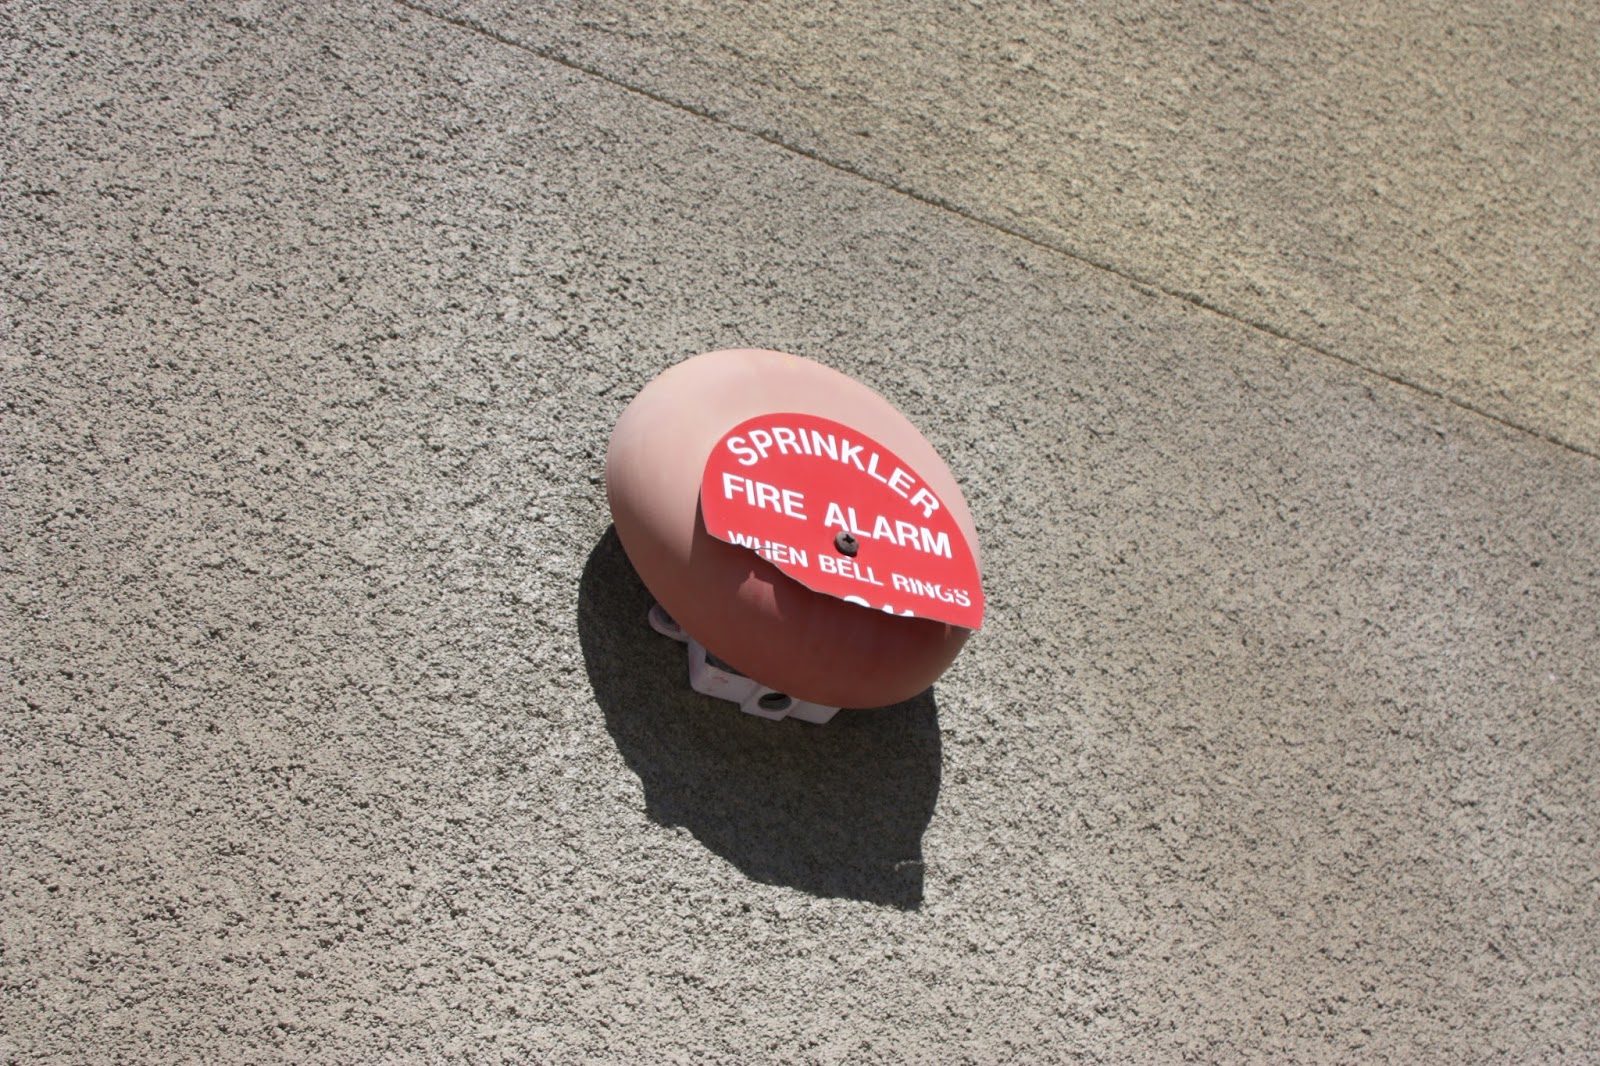 SPRINKLER
FIRE ALARM
WHEN BELL RINGS